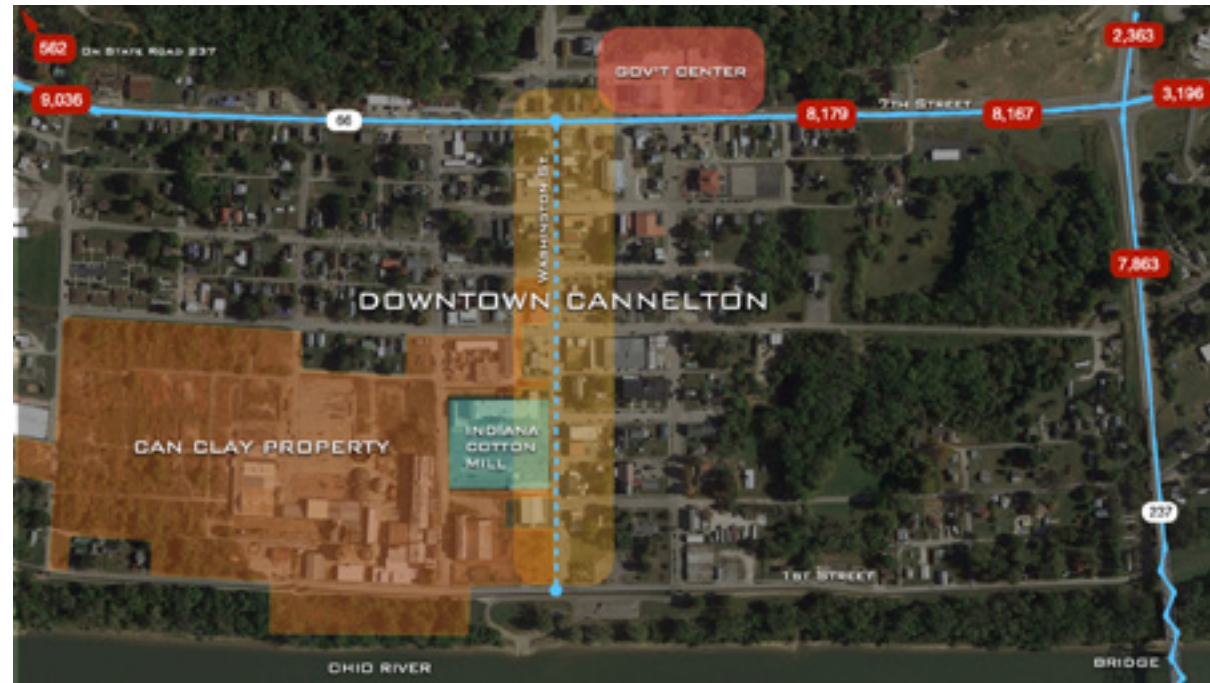 562 On State Road 237
2,363
GOV'T CENTER
9,036
3,196
7TH STREET
8,179
8,167
66
WASHINGTON ST.
7,863
DOWNTOWN CANNELTON
INDIANA
COTTON
MILL
CAN CLAY PROPERTY
237
1ST STREET
OHIO RIVER
BRIDGE